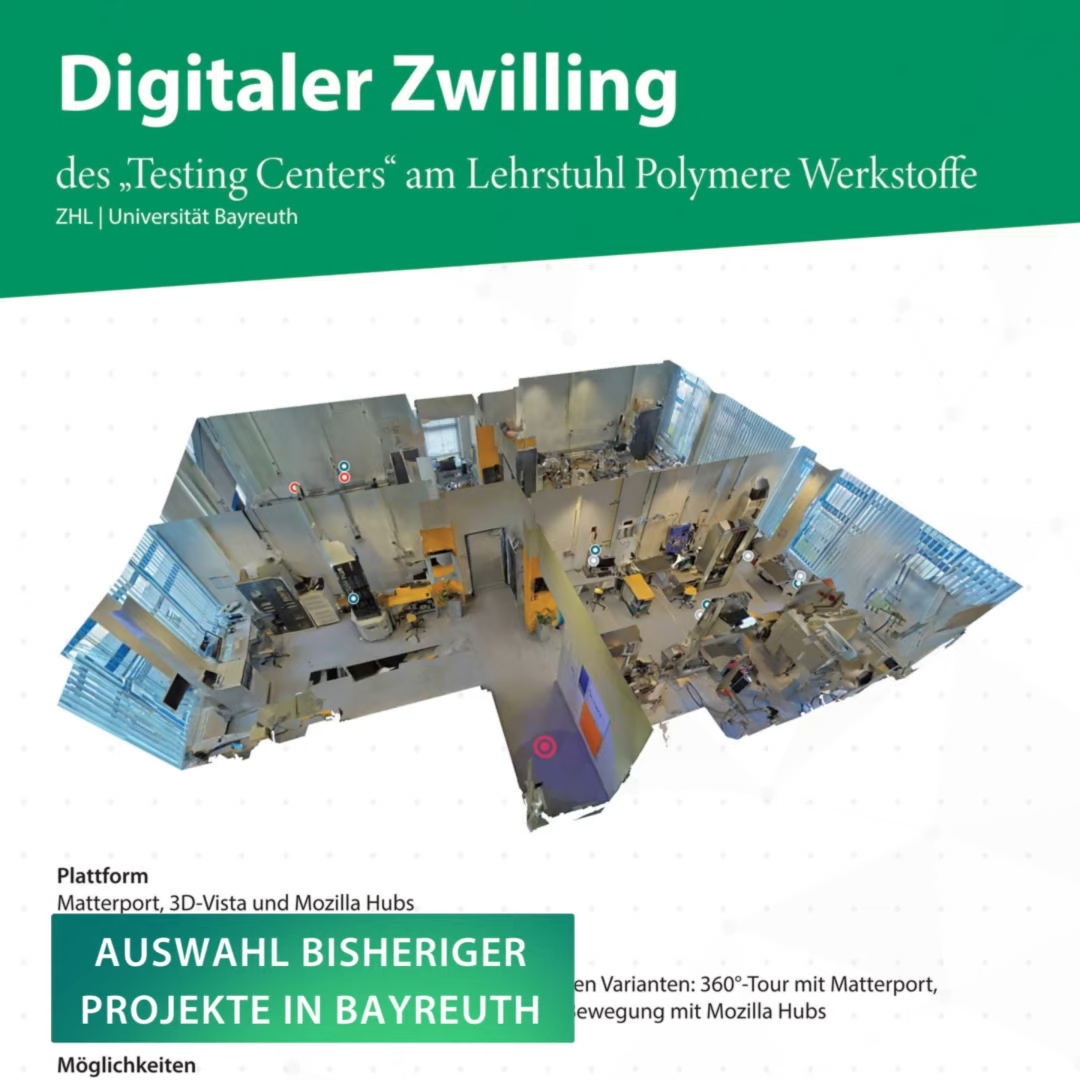 Digitaler Zwilling
des „Testing Centers“ am Lehrstuhl Polymere Werkstoffe
ZHL | Universität Bayreuth
Plattform
Matterport, 3D-Vista und Mozilla Hubs
AUSWAHL BISHERIGER
PROJEKTE IN BAYREUTH
en Varianten: 360°-Tour mit Matterport,
Bewegung mit Mozilla Hubs
Möglichkeiten